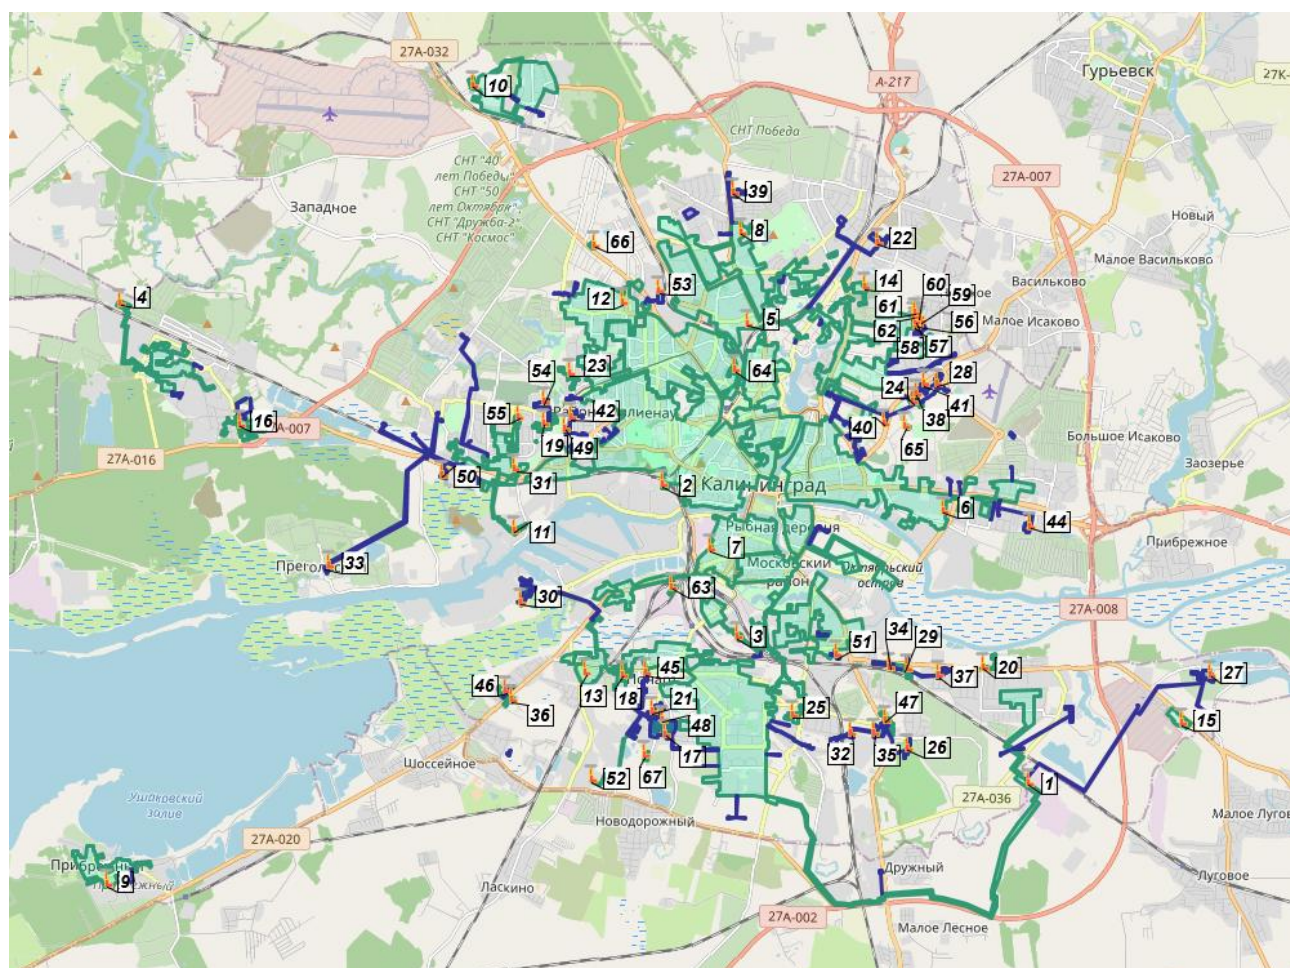 27А-032
[10]
А-217
Гурьевск
27К-
СНТ Победа
СНТ "40
лет Победы"
СНТ "50
лет Октября"
СНТ "Дружба-2"
СНТ "Космос"
27А-007
[39]
Западное
Новый
[8]
[66]
[22]
Малое Васильково
[4]
[53]
[12]
[14]
[60]
Васильково
[59]
[61]
[5]
[62]
[56]
Малое Исаково
[58]
[57]
[54]
[23]
[64]
[28]
[24]
[55]
[42]
[41]
[16]
[38]
[19]
[49]
[40]
[65]
Большое Исаково
27А-016
[50]
[31]
[2]
Калининград
Заозерье
[6]
[11]
Рыбная деревня
[44]
[7]
Прибрежное
[33]
Московский
район
Октябрьский
остров
[63]
[30]
27А-008
[3]
[51]
[34]
[29]
[45]
[20]
[27]
[46]
[13]
[18]
[37]
[36]
[21]
[25]
[47]
[15]
[48]
[32]
[35]
[26]
[17]
Шоссейное
[67]
[52]
[1]
Ушаковский
залив
27А-036
Новодорожный
Малое Лугов
27А-020
Прибрежный
[9]
Ласкино
Дружный
Луговое
27А-002
Малое Лесное